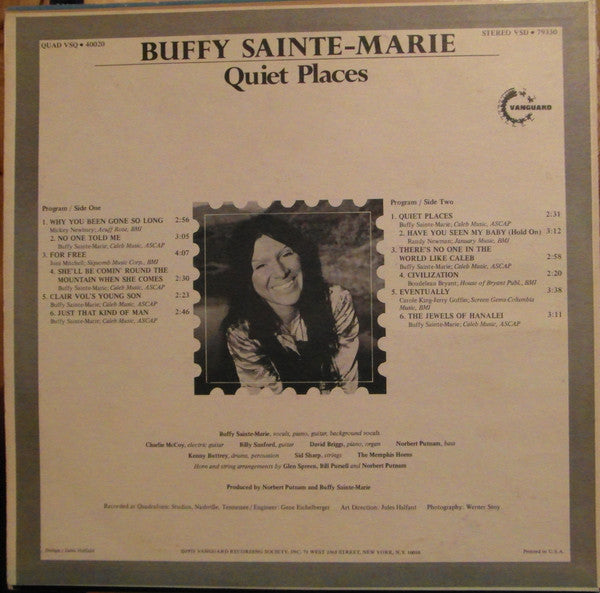 QUAD VSQ • 40020
STEREO VSD • 79330
BUFFY SAINTE-MARIE
Quiet Places
VANGUARD
Program / Side One
1. WHY YOU BEEN GONE SO LONG 2:56
Mickey Newbury; Acuff Rose, BMI
2. NO ONE TOLD ME 3:05
Buffy Sainte-Marie; Caleb Music, ASCAP
3. FOR FREE 4:07
Joni Mitchell; Siquomb Music Corp., BMI
4. SHE'LL BE COMIN' ROUND THE
MOUNTAIN WHEN SHE COMES 2:30
Buffy Sainte-Marie; Caleb Music, ASCAP
5. CLAIR VOL'S YOUNG SON 2:23
Buffy Sainte-Marie; Caleb Music, ASCAP
6. JUST THAT KIND OF MAN 2:46
Buffy Sainte-Marie; Caleb Music, ASCAP
Program / Side Two
1. QUIET PLACES 2:31
Buffy Sainte-Marie; Caleb Music, ASCAP
2. HAVE YOU SEEN MY BABY (Hold On) 3:12
Randy Newman; January Music, BMI
3. THERE'S NO ONE IN THE
WORLD LIKE CALEB 2:58
Buffy Sainte-Marie; Caleb Music, ASCAP
4. CIVILIZATION 2:20
Boudeleau Bryant; House of Bryant Publ., BMI
5. EVENTUALLY 3:38
Carole King-Jerry Goffin; Screen Gems-Columbia
Music, BMI
6. THE JEWELS OF HANALEI 3:11
Buffy Sainte-Marie; Caleb Music, ASCAP
Buffy Sainte-Marie, vocals, piano, guitar, background vocals
Charlie McCoy, electric guitar Billy Sanford, guitar David Briggs, piano, organ Norbert Putnam, bass
Kenny Buttrey, drums, percussion Sid Sharp, strings The Memphis Horns
Horn and string arrangements by Glen Spreen, Bill Pursell and Norbert Putnam
Produced by Norbert Putnam and Buffy Sainte-Marie
Recorded at Quadrafonic Studios, Nashville, Tennessee / Engineer: Gene Eichelberger Art Direction: Jules Halfant Photography: Werner
Design / Jules Halfant
VANGUARD RECORDING SOCIETY, INC. 71 WEST 23rd STREET, NEW YORK, N.Y. 10010
Printed in U.S.A.